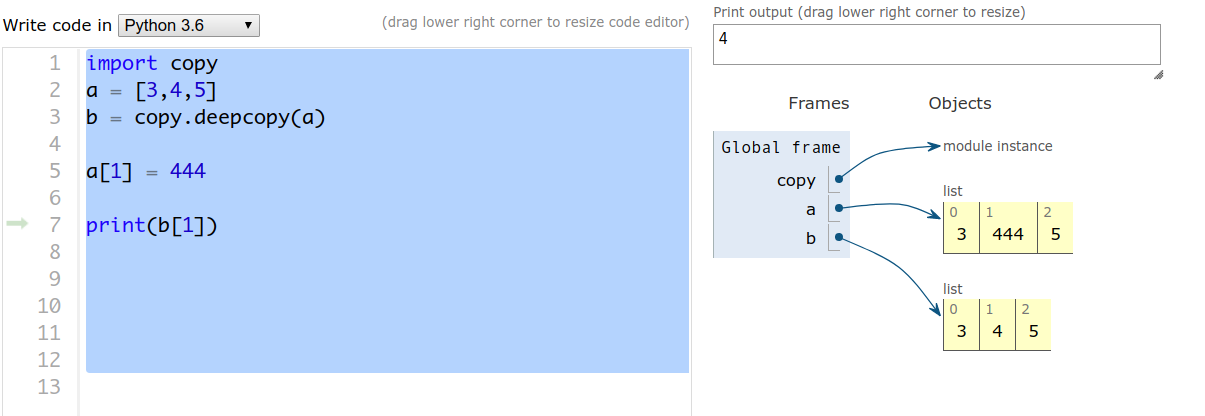 Write code in Python 3.6
(drag lower right corner to resize code editor)
1 import copy
2 a = [3,4,5]
3 b = copy.deepcopy(a)
4
5 a[1] = 444
6
7 print(b[1])
8
9
10
11
12
13
Print output (drag lower right corner to resize)
4
Frames Objects
Global frame
copy
a
b
module instance
list
0 1 2
3 444 5
list
0 1 2
3 4 5